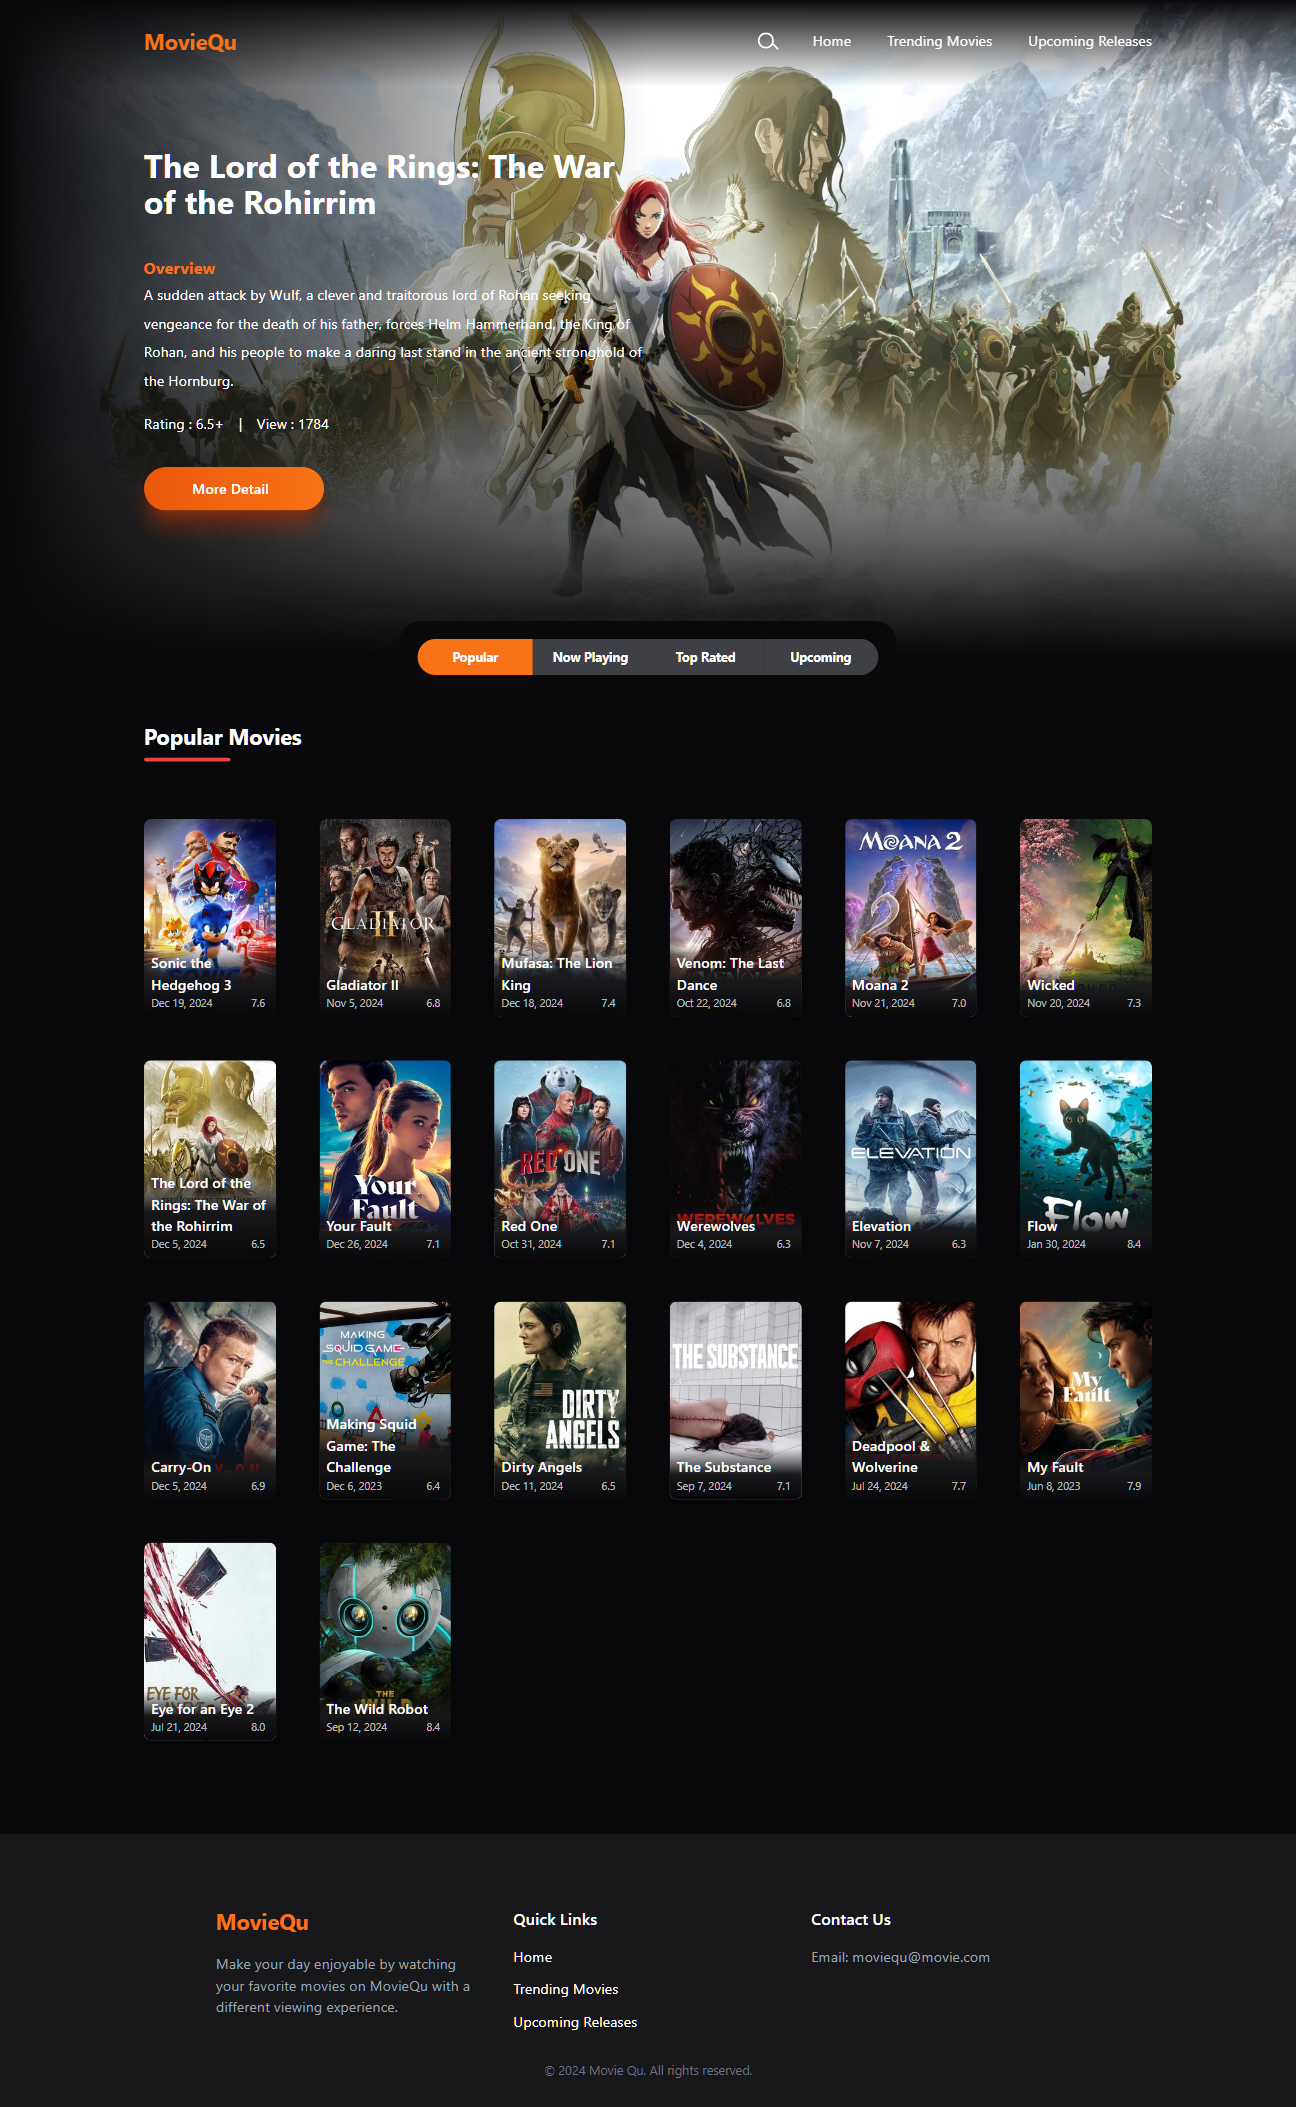 MovieQu
Home
Trending Movies
Upcoming Releases
The Lord of the Rings: The War
of the Rohirrim
Overview
A sudden attack by Wulf, a clever and traitorous lord of Rohan seeking
vengeance for the death of his father, forces Helm Hammerhand, the King of
Rohan, and his people to make a daring last stand in the ancient stronghold of
the Hornburg.
Rating : 6.5+ | View : 1784
More Detail
Popular
Now Playing
Top Rated
Upcoming
Popular Movies
Sonic the
Hedgehog 3
Dec 19, 2024 7.6
GLADIATOR
II
Gladiator II
Nov 5, 2024 6.8
Mufasa: The Lion
King
Dec 18, 2024 7.4
Venom: The Last
Dance
Oct 22, 2024 6.8
MOANA 2
Moana 2
Nov 21, 2024 7.0
Wicked
Nov 20, 2024 7.3
The Lord of the
Rings: The War of
the Rohirrim
Dec 5, 2024 6.5
Your
Fault
Your Fault
Dec 26, 2024 7.1
RED ONE
Red One
Oct 31, 2024 7.1
WEREWOLVES
Werewolves
Dec 4, 2024 6.3
ELEVATION
Elevation
Nov 7, 2024 6.3
Flow
Flow
Jan 30, 2024 8.4
Carry-On
Dec 5, 2024 6.9
MAKING
SQUID GAME
THE CHALLENGE
Making Squid
Game: The
Challenge
Dec 6, 2023 6.4
DIRTY
ANGELS
Dirty Angels
Dec 11, 2024 6.5
THE SUBSTANCE
The Substance
Sep 7, 2024 7.1
Deadpool &
Wolverine
Jul 24, 2024 7.7
My
Fault
My Fault
Jun 8, 2023 7.9
EYE FOR
Eye for an Eye 2
Jul 21, 2024 8.0
THE
WILD
The Wild Robot
Sep 12, 2024 8.4
MovieQu
Make your day enjoyable by watching
your favorite movies on MovieQu with a
different viewing experience.
Quick Links
Home
Trending Movies
Upcoming Releases
Contact Us
Email: moviequ@movie.com
© 2024 Movie Qu. All rights reserved.